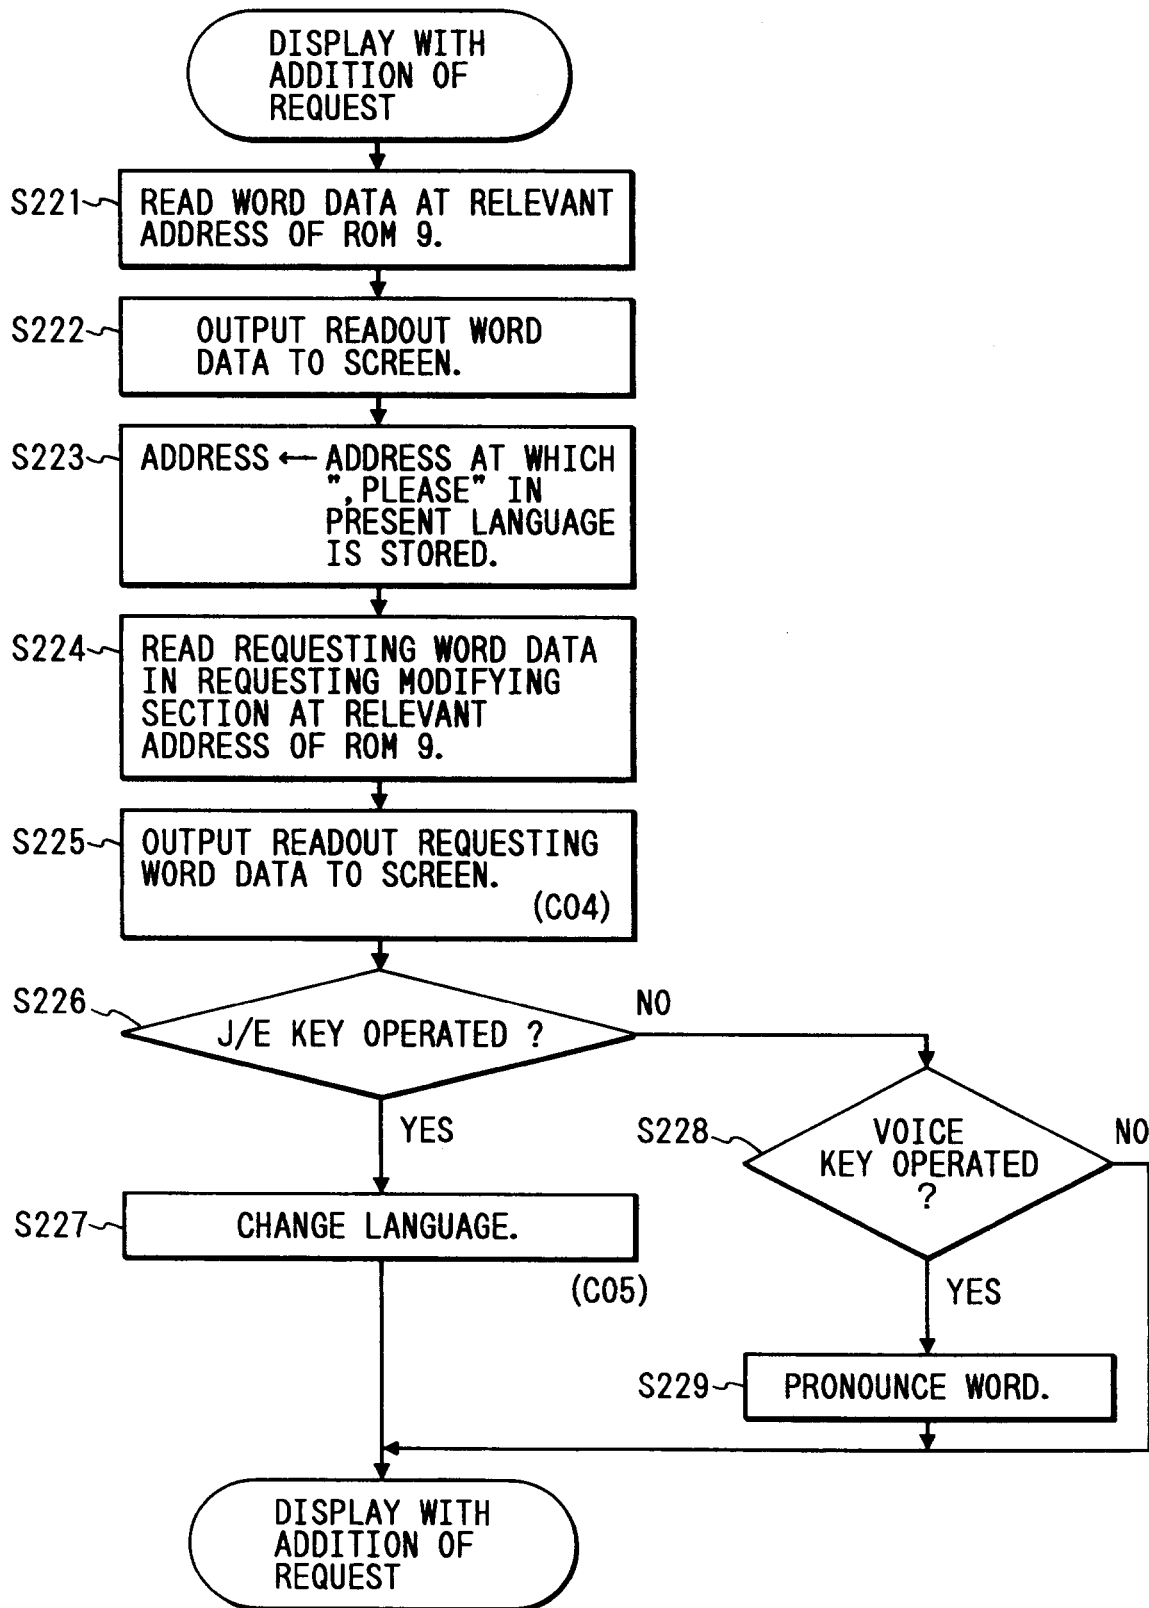 DISPLAY WITH
ADDITION OF
REQUEST
S221
READ WORD DATA AT RELEVANT
ADDRESS OF ROM 9.
S222
OUTPUT READOUT WORD
DATA TO SCREEN.
S223
ADDRESS ← ADDRESS AT WHICH
",PLEASE" IN
PRESENT LANGUAGE
IS STORED.
S224
READ REQUESTING WORD DATA
IN REQUESTING MODIFYING
SECTION AT RELEVANT
ADDRESS OF ROM 9.
S225
OUTPUT READOUT REQUESTING
WORD DATA TO SCREEN.
(C04)
S226
J/E KEY OPERATED ?
NO
YES
S228
VOICE
KEY OPERATED
?
NO
S227
CHANGE LANGUAGE.
(C05)
YES
S229
PRONOUNCE WORD.
DISPLAY WITH
ADDITION OF
REQUEST